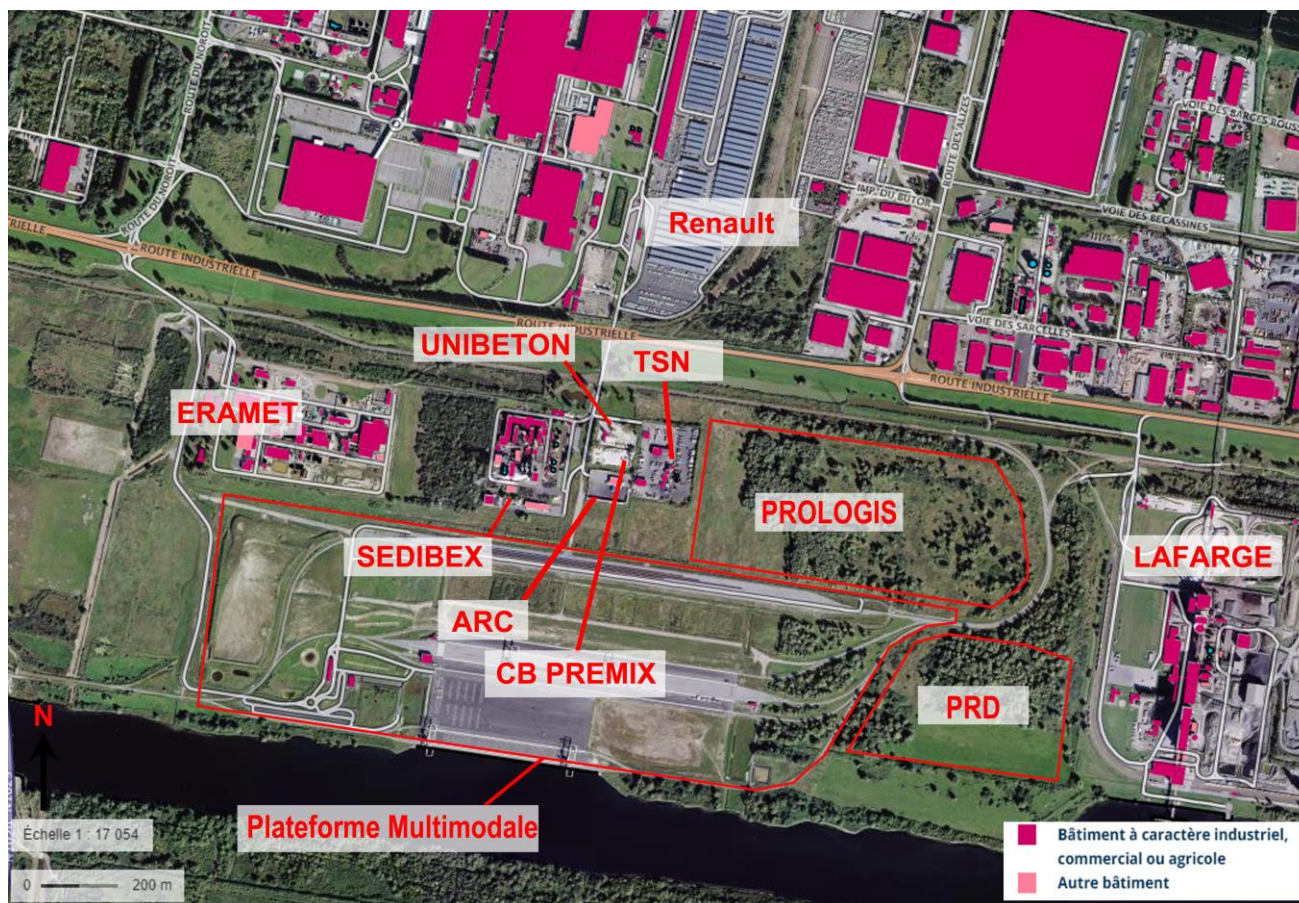 ROUTE DU NOROIT
ROUTE DU NOROIT
VOIE DES BARGES ROUSS
ROUTE DES ALIZES
IMP. DU BUTOR
VOIE DES BECASSINES
Renault
RIELLE
ROUTE INDUSTRIELLE
ROUTE INDUSTRIELLE
VOIE DES SARCELLES
UNIBETON
TSN
ROUTE INDUSTRIELLE
ERAMET
PROLOGIS
SEDIBEX
LAFARGE
ARC
CB PREMIX
PRD
N
Plateforme Multimodale
Échelle 1 : 17 054
0 200 m
Bâtiment à caractère industriel,
commercial ou agricole
Autre bâtiment